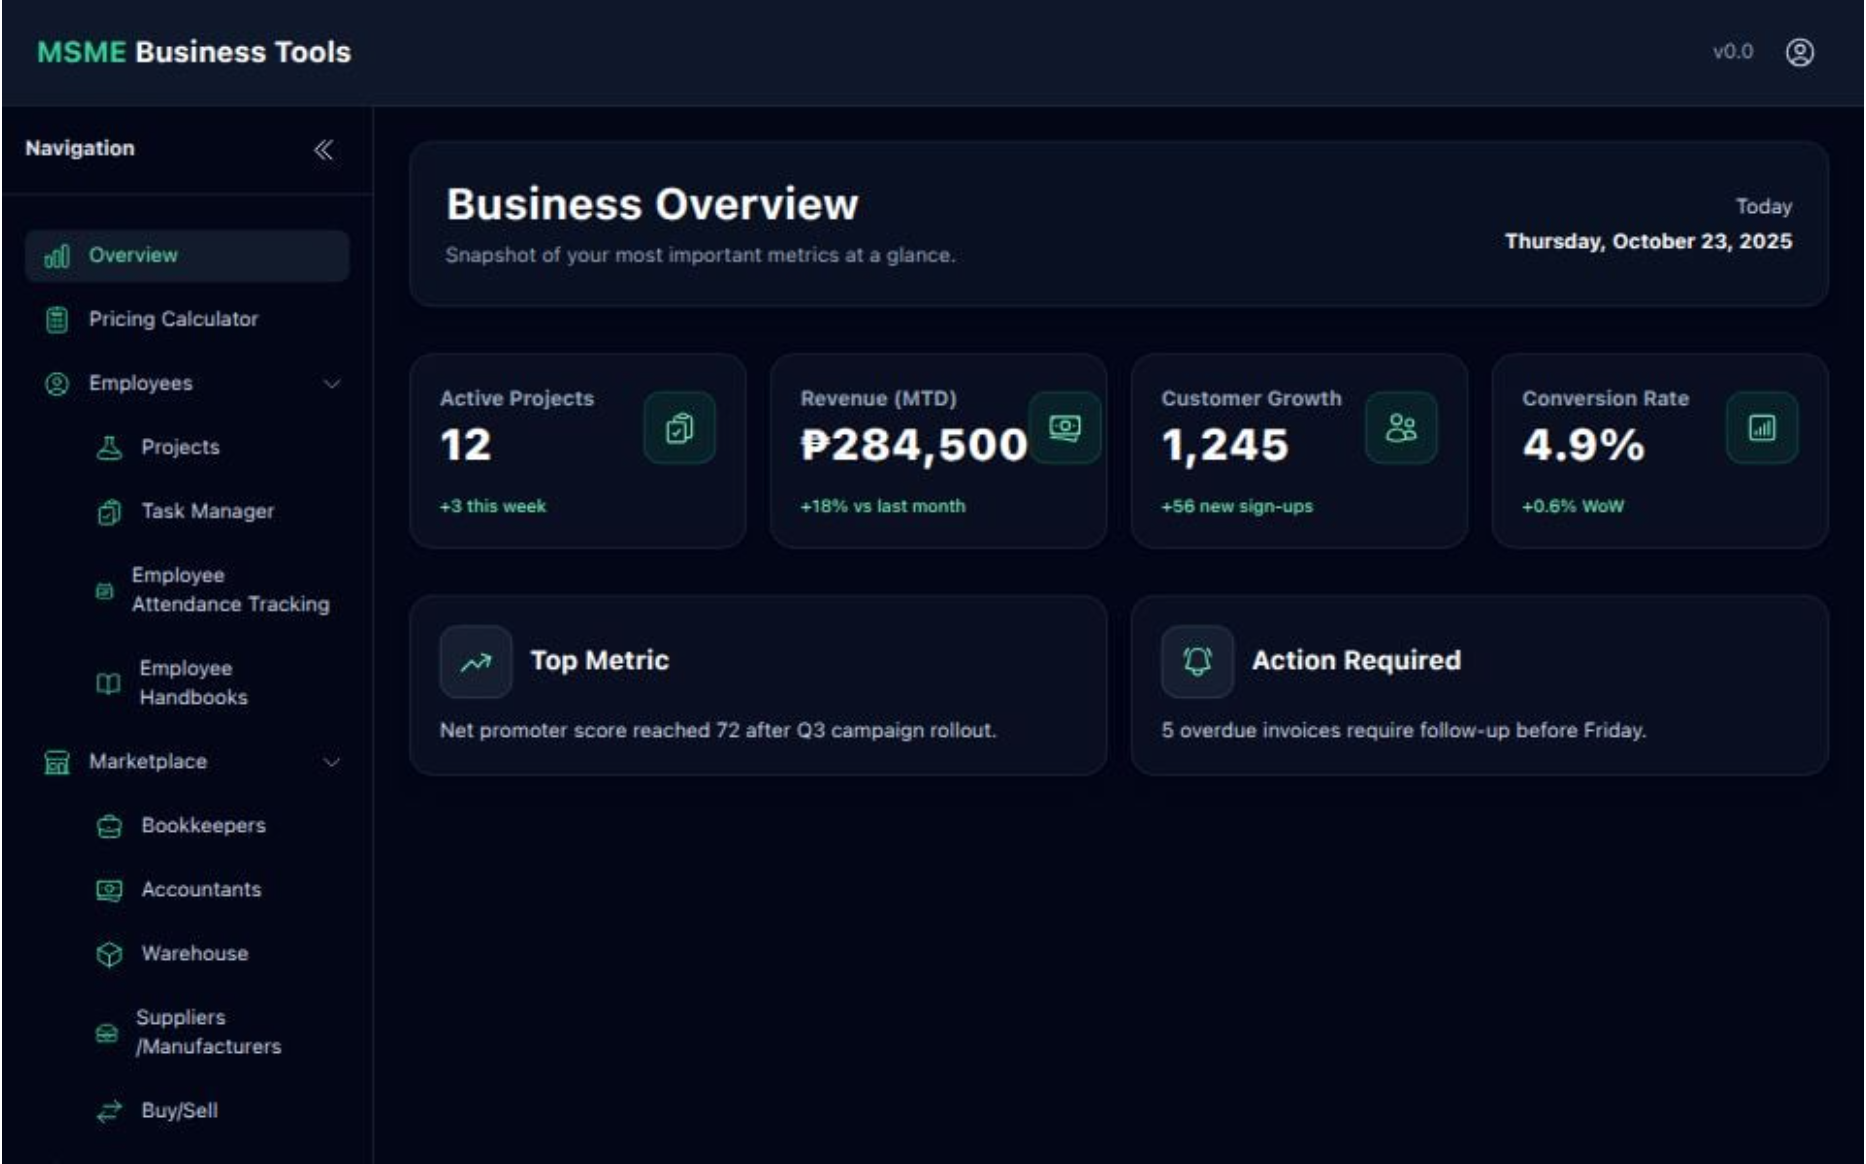 MSME Business Tools
v0.0
Navigation
Overview
Pricing Calculator
Employees
Projects
Task Manager
Employee
Attendance Tracking
Employee
Handbooks
Marketplace
Bookkeepers
Accountants
Warehouse
Suppliers
/Manufacturers
Buy/Sell
Business Overview
Snapshot of your most important metrics at a glance.
Today
Thursday, October 23, 2025
Active Projects
12
+3 this week
Revenue (MTD)
₱284,500
+18% vs last month
Customer Growth
1,245
+56 new sign-ups
Conversion Rate
4.9%
+0.6% WoW
Top Metric
Net promoter score reached 72 after Q3 campaign rollout.
Action Required
5 overdue invoices require follow-up before Friday.